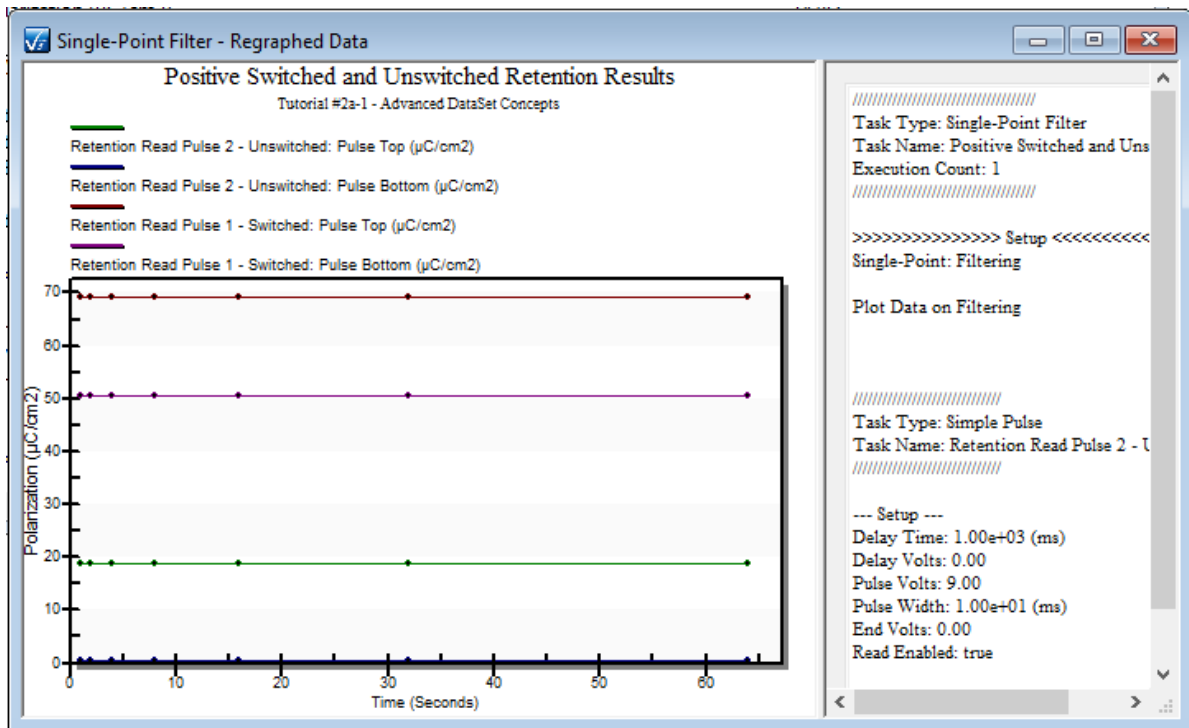 Single-Point Filter - Regraphed Data
Positive Switched and Unswitched Retention Results
Tutorial #2a-1 - Advanced DataSet Concepts
Retention Read Pulse 2 - Unswitched: Pulse Top (µC/cm2)
Retention Read Pulse 2 - Unswitched: Pulse Bottom (µC/cm2)
Retention Read Pulse 1 - Switched: Pulse Top (µC/cm2)
Retention Read Pulse 1 - Switched: Pulse Bottom (µC/cm2)
Polarization (µC/cm2)
70
60
50
40
30
20
10
0
0 10 20 30 40 50 60
Time (Seconds)
/////////////////////////////////////
Task Type: Single-Point Filter
Task Name: Positive Switched and Uns
Execution Count: 1
/////////////////////////////////////
>>>>>>>>>>>>>>> Setup <<<<<<<<<<
Single-Point: Filtering
Plot Data on Filtering
//////////////////////////////
Task Type: Simple Pulse
Task Name: Retention Read Pulse 2 - U
//////////////////////////////
--- Setup ---
Delay Time: 1.00e+03 (ms)
Delay Volts: 0.00
Pulse Volts: 9.00
Pulse Width: 1.00e+01 (ms)
End Volts: 0.00
Read Enabled: true